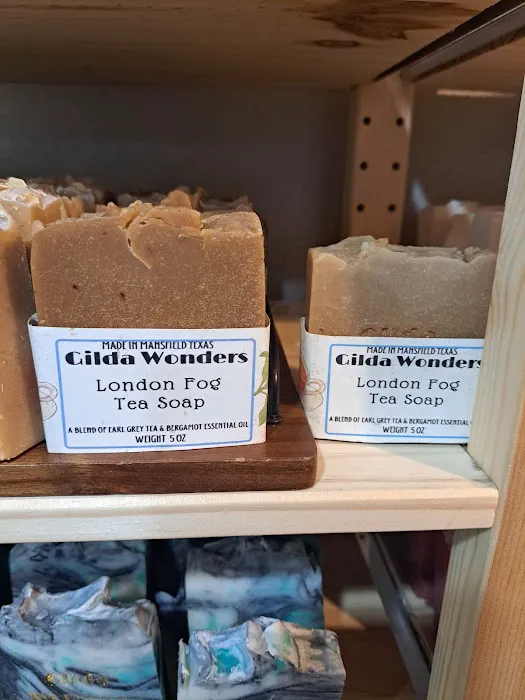 MADE IN MANSFIELD TEXAS
Gilda Wonders
London Fog
Tea Soap
A BLEND OF EARL GREY TEA & BERGAMOT ESSENTIAL OIL
WEIGHT 5 OZ
MADE IN MANSFIELD TEXAS
Gilda Wonders
London Fog
Tea Soap
A BLEND OF EARL GREY TEA & BERGAMOT ESSENTIAL
WEIGHT 5 OZ